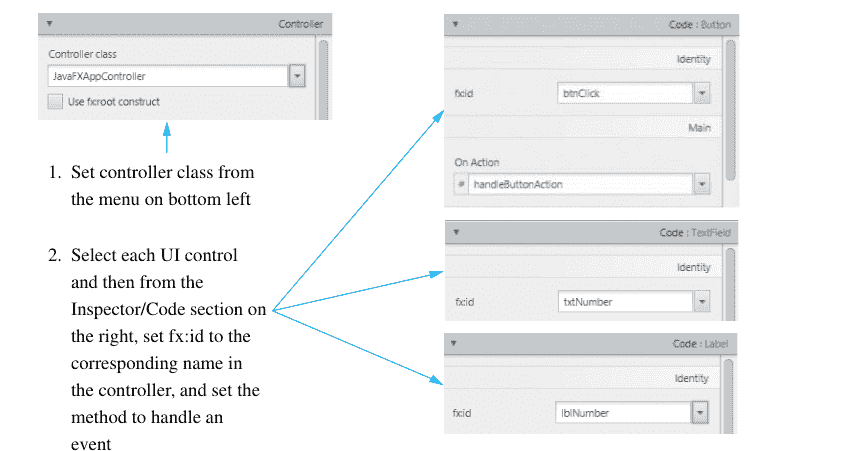 Controller
Controller class
JavaFXAppController
Use fx:root construct
1. Set controller class from
the menu on bottom left
2. Select each UI control
and then from the
Inspector/Code section on
the right, set fx:id to the
corresponding name in
the controller, and set the
method to handle an
event
Code : Button
Identity
fx:id
btnClick
Main
On Action
# handleButtonAction
Code : TextField
Identity
fx:id
txtNumber
Code : Label
Identity
fx:id
lblNumber